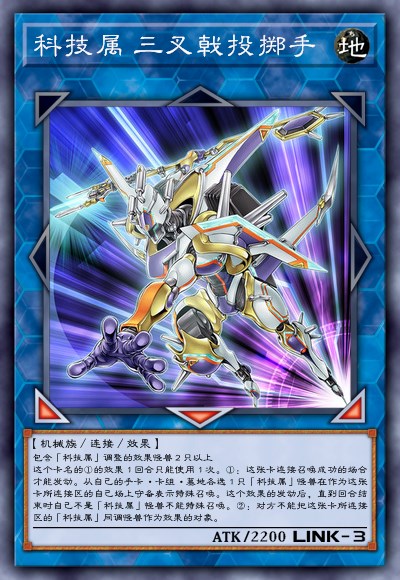 科技属 三叉戟投掷手
地
【机械族／连接／效果】
包含「科技属」调整的效果怪兽2只以上
这个卡名的①的效果1回合只能使用1次。①：这张卡连接召唤成功的场合
才能发动。从自己的手卡·卡组·墓地各选1只「科技属」怪兽在作为这张
卡所连接区的自己场上守备表示特殊召唤。这个效果的发动后，直到回合结
束时自己不是「科技属」怪兽不能特殊召唤。②：对方不能把这张卡所连接
区的「科技属」同调怪兽作为效果的对象。
ATK/2200 LINK-3